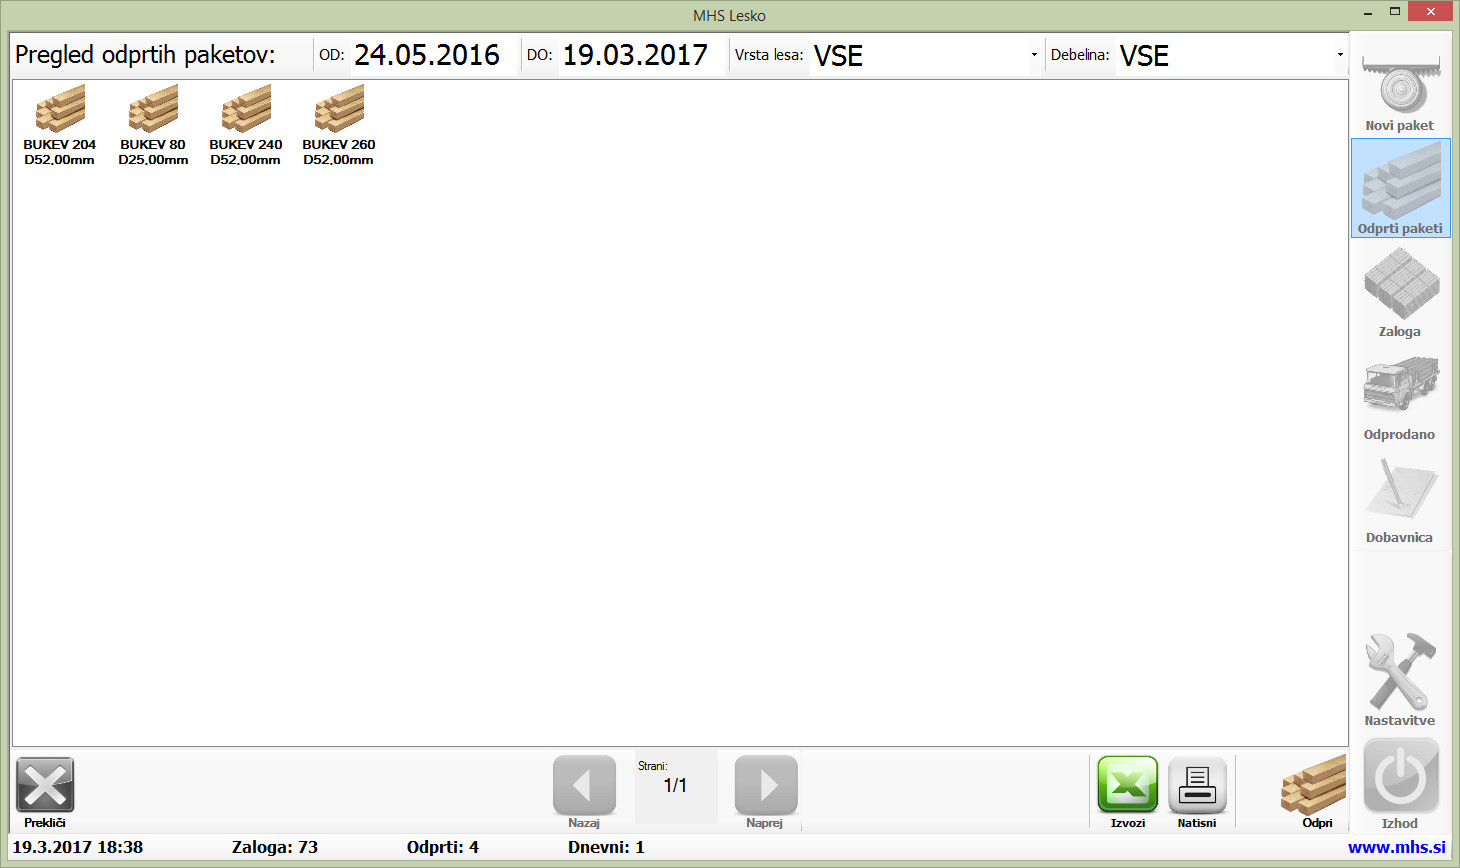 MHS Lesko
Pregled odprtih paketov:
OD: 24.05.2016
DO: 19.03.2017
Vrsta lesa: VSE
Debelina: VSE
BUKEV 204
D52,00mm
BUKEV 80
D25,00mm
BUKEV 240
D52,00mm
BUKEV 260
D52,00mm
Novi paket
Odprti paketi
Zaloga
Odprodano
Dobavnica
Nastavitve
Izhod
Prekliči
Nazaj
Strani:
1/1
Naprej
Izvozi
Natisni
Odpri
19.3.2017 18:38
Zaloga: 73
Odprti: 4
Dnevni: 1
www.mhs.si